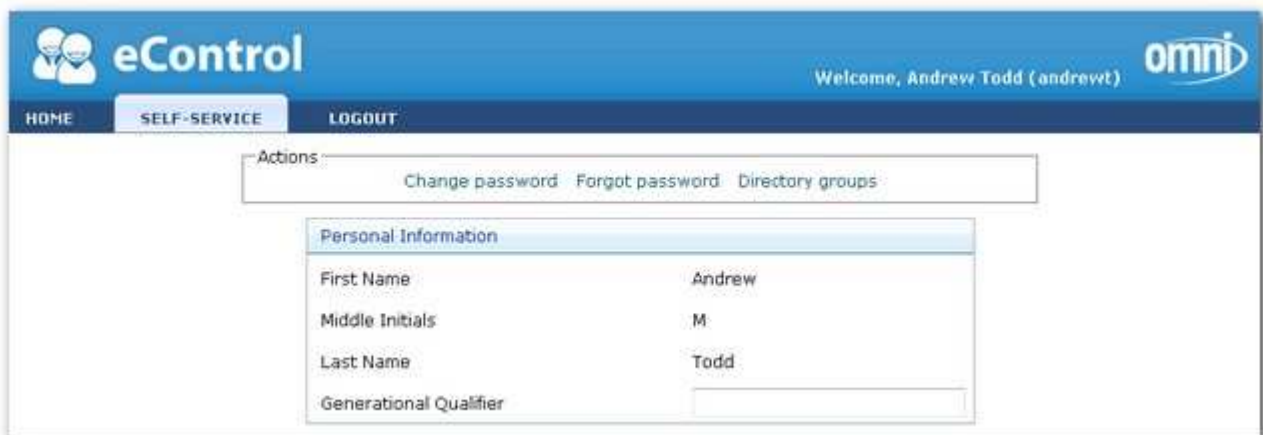 eControl
omni
Welcome, Andrew Todd (andrewt)
HOME SELF-SERVICE LOGOUT
Actions
Change password Forgot password Directory groups
Personal Information
First Name Andrew
Middle Initials M
Last Name Todd
Generational Qualifier